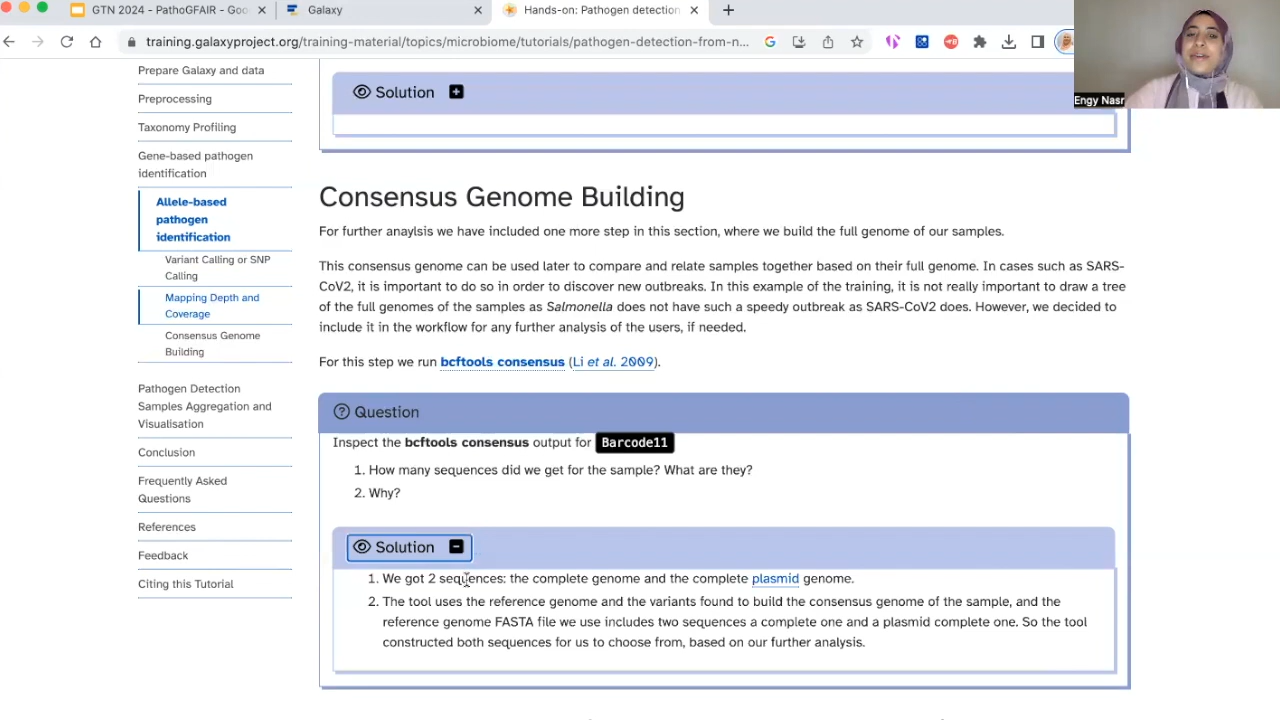 GTN 2024 - PathoGFAIR - Goo
Galaxy
Hands-on: Pathogen detection
training.galaxyproject.org/training-material/topics/microbiome/tutorials/pathogen-detection-from-n...
Engy Nasr
Prepare Galaxy and data
Preprocessing
Taxonomy Profiling
Gene-based pathogen
identification
Allele-based
pathogen
identification
Variant Calling or SNP
Calling
Mapping Depth and
Coverage
Consensus Genome
Building
Pathogen Detection
Samples Aggregation and
Visualisation
Conclusion
Frequently Asked
Questions
References
Feedback
Citing this Tutorial
Solution
Consensus Genome Building
For further anaylsis we have included one more step in this section, where we build the full genome of our samples.
This consensus genome can be used later to compare and relate samples together based on their full genome. In cases such as SARS-
CoV2, it is important to do so in order to discover new outbreaks. In this example of the training, it is not really important to draw a tree
of the full genomes of the samples as Salmonella does not have such a speedy outbreak as SARS-CoV2 does. However, we decided to
include it in the workflow for any further analysis of the users, if needed.
For this step we run bcftools consensus (Li et al. 2009).
Question
Inspect the bcftools consensus output for Barcode11
1. How many sequences did we get for the sample? What are they?
2. Why?
Solution
1. We got 2 sequences: the complete genome and the complete plasmid genome.
2. The tool uses the reference genome and the variants found to build the consensus genome of the sample, and the
reference genome FASTA file we use includes two sequences a complete one and a plasmid complete one. So the tool
constructed both sequences for us to choose from, based on our further analysis.